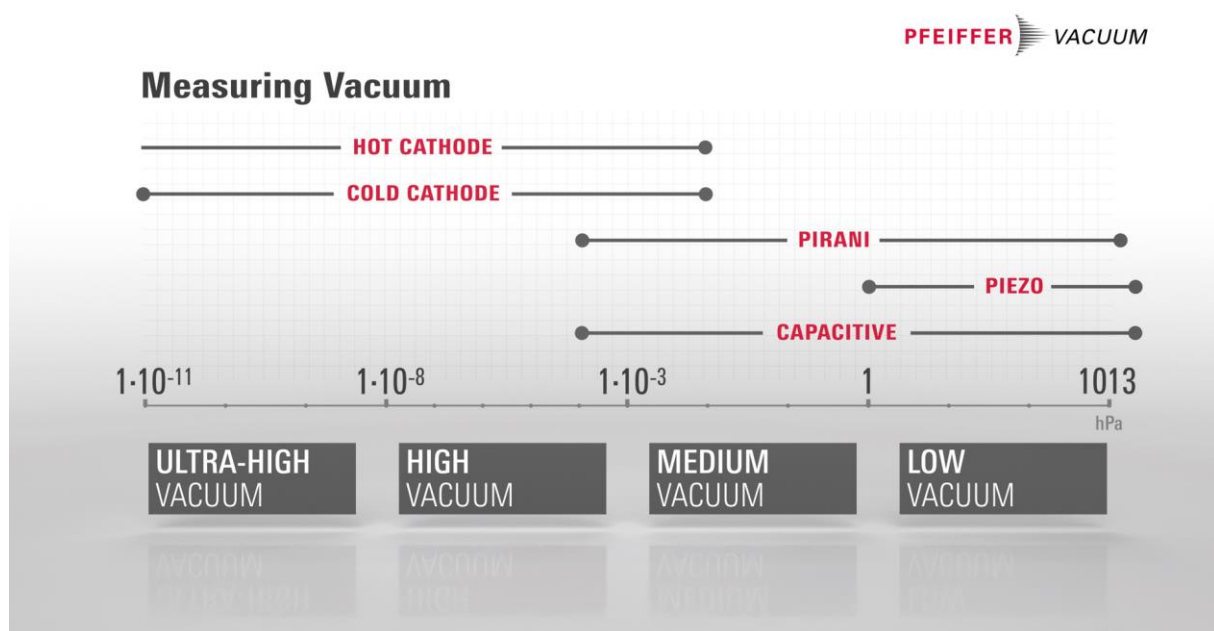 PFEIFFER VACUUM
Measuring Vacuum
HOT CATHODE
COLD CATHODE
PIRANI
PIEZO
CAPACITIVE
1·10-11 1·10-8 1·10-3 1 1013
hPa
ULTRA-HIGH
VACUUM
HIGH
VACUUM
MEDIUM
VACUUM
LOW
VACUUM